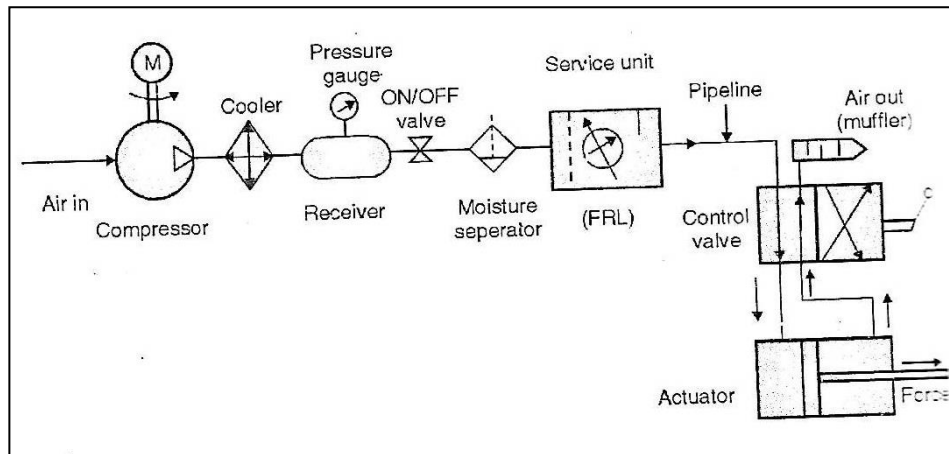 M
Pressure
gauge
Cooler
ON/OFF
valve
Service unit
Pipeline
Air out
(muffler)
Air in
Compressor
Receiver
Moisture
seperator
(FRL)
Control
valve
Actuator
Force